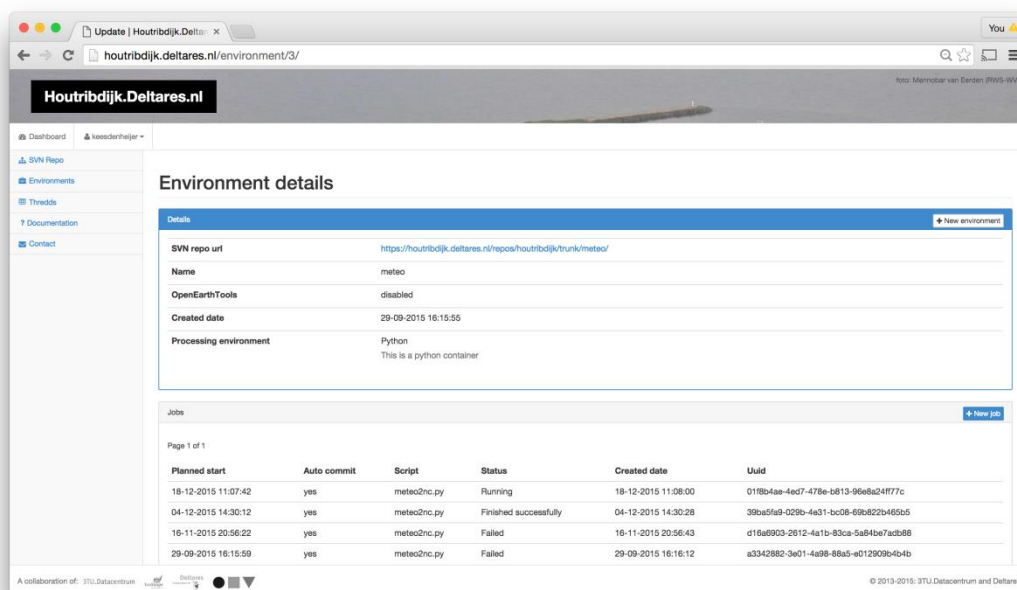 Update | Houtribdijk.Deltar ×
You
houtribdijk.deltares.nl/environment/3/
foto: Mennobar van Eerden (RWS-WV
Houtribdijk.Deltares.nl
Dashboard keesdenheijer
SVN Repo
Environments
Thredds
? Documentation
Contact
Environment details
Details
+ New environment
SVN repo url https://houtribdijk.deltares.nl/repos/houtribdijk/trunk/meteo/
Name meteo
OpenEarthTools disabled
Created date 29-09-2015 16:15:55
Processing environment Python
This is a python container
Jobs
+ New job
Page 1 of 1
Planned start Auto commit Script Status Created date Uuid
18-12-2015 11:07:42 yes meteo2nc.py Running 18-12-2015 11:08:00 01f8b4ae-4ed7-478e-b813-96e8a24ff77c
04-12-2015 14:30:12 yes meteo2nc.py Finished successfully 04-12-2015 14:30:28 39ba5fa9-029b-4e31-bc08-69b822b465b5
16-11-2015 20:56:22 yes meteo2nc.py Failed 16-11-2015 20:56:43 d16a6903-2612-4a1b-83ca-5a84be7adb86
29-09-2015 16:15:59 yes meteo2nc.py Failed 29-09-2015 16:16:12 a3342882-3e01-4a98-88a5-e012909b4b4b
A collaboration of: 3TU.Datacentrum Deltares
© 2013-2015: 3TU.Datacentrum and Deltare